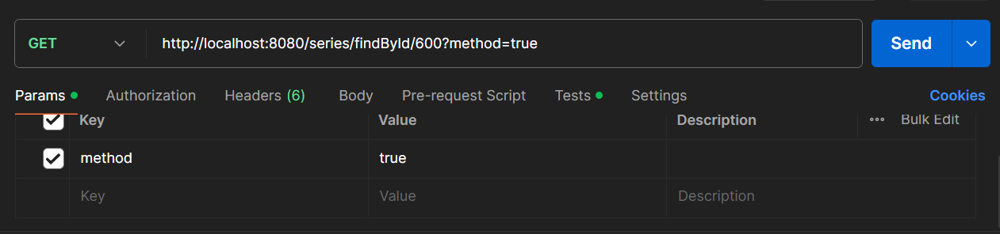 GET http://localhost:8080/series/findById/600?method=true Send
Params Authorization Headers (6) Body Pre-request Script Tests Settings Cookies
Key Value Description ••• Bulk Edit
method true
Key Value Description